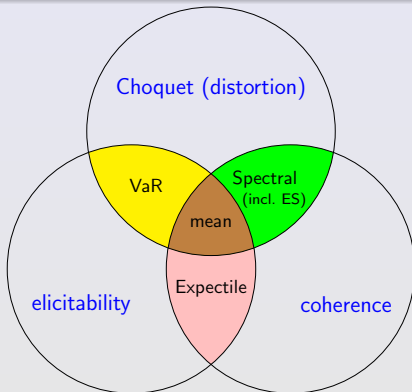 Choquet (distortion)
VaR
Spectral
(incl. ES)
mean
Expectile
elicitability
coherence